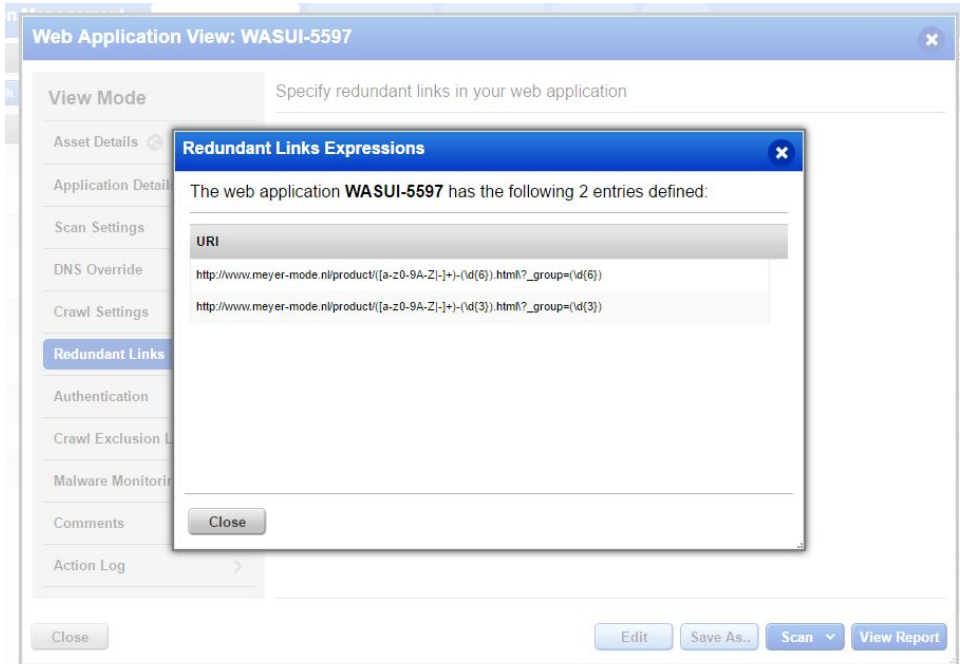 Web Application View: WASUI-5597
View Mode
Specify redundant links in your web application
Asset Details
Redundant Links Expressions
Application Detail
The web application WASUI-5597 has the following 2 entries defined:
Scan Settings
URI
DNS Override
http://www.meyer-mode.nl/product/([a-z0-9A-Z|-]+)-(\d{6}).html\?_group=(\d{6})
Crawl Settings
http://www.meyer-mode.nl/product/([a-z0-9A-Z|-]+)-(\d{3}).html\?_group=(\d{3})
Redundant Links
Authentication
Crawl Exclusion L
Malware Monitorin
Comments
Close
Action Log
Close
Edit
Save As..
Scan
View Report